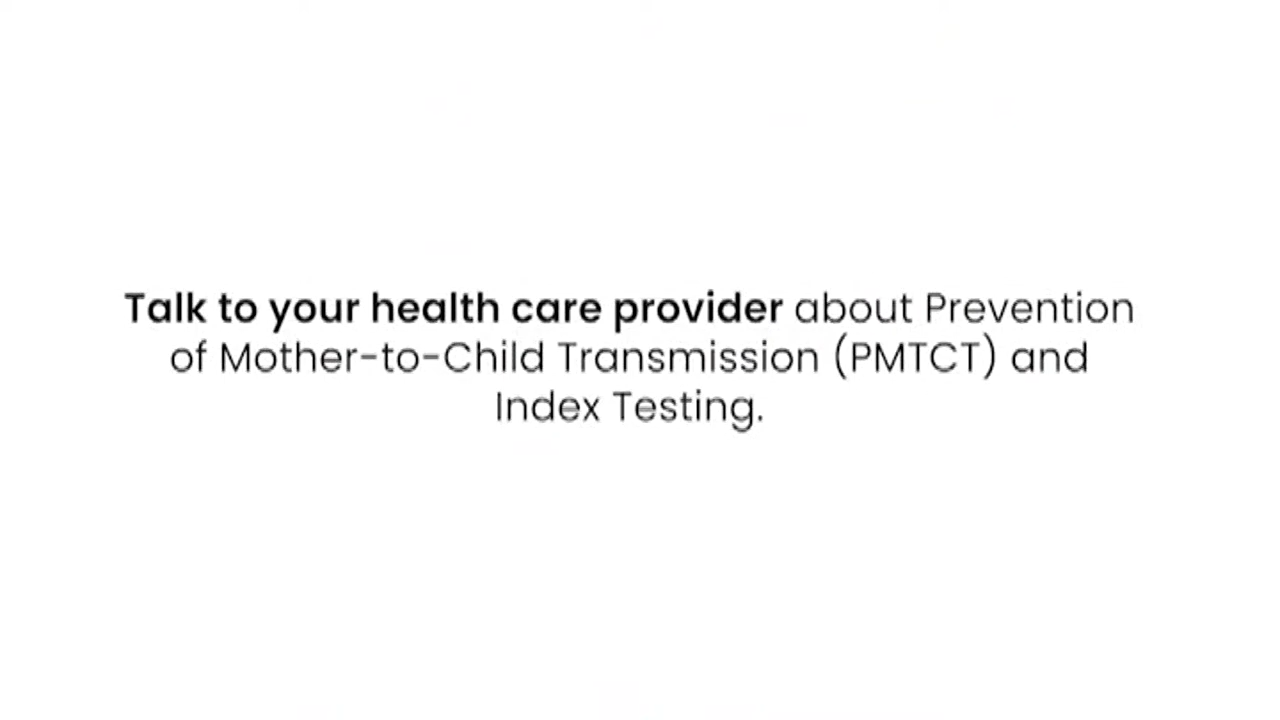 Talk to your health care provider about Prevention
of Mother-to-Child Transmission (PMTCT) and
Index Testing.